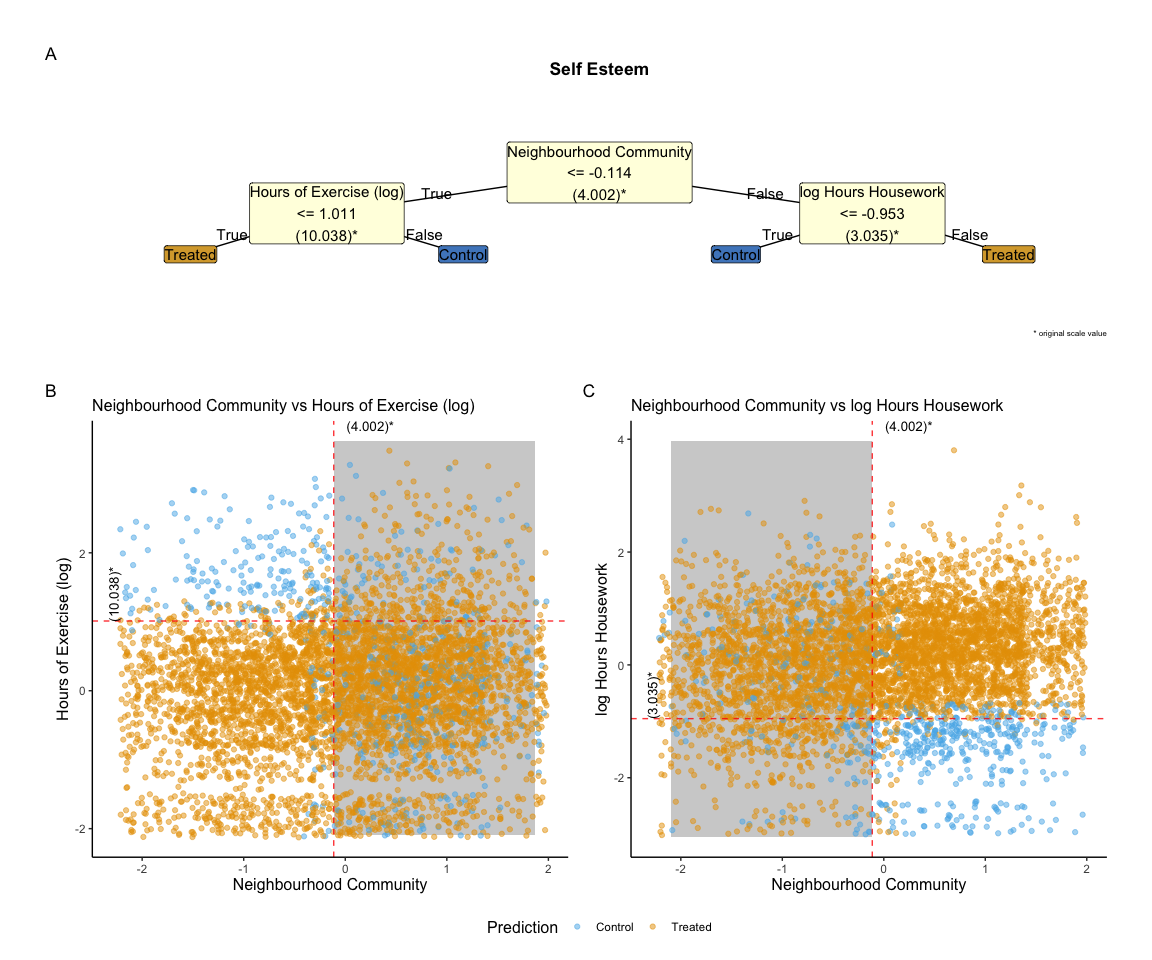 A
Self Esteem
Neighbourhood Community
<= -0.114
(4.002)*
True
False
Hours of Exercise (log)
<= 1.011
(10.038)*
log Hours Housework
<= -0.953
(3.035)*
True
False
True
False
Treated
Control
Control
Treated
* original scale value
B
Neighbourhood Community vs Hours of Exercise (log)
(4.002)*
(10.038)*
Hours of Exercise (log)
2
0
-2
-2
-1
0
1
2
Neighbourhood Community
C
Neighbourhood Community vs log Hours Housework
(4.002)*
(3.035)*
log Hours Housework
4
2
0
-2
-2
-1
0
1
2
Neighbourhood Community
Prediction
Control
Treated